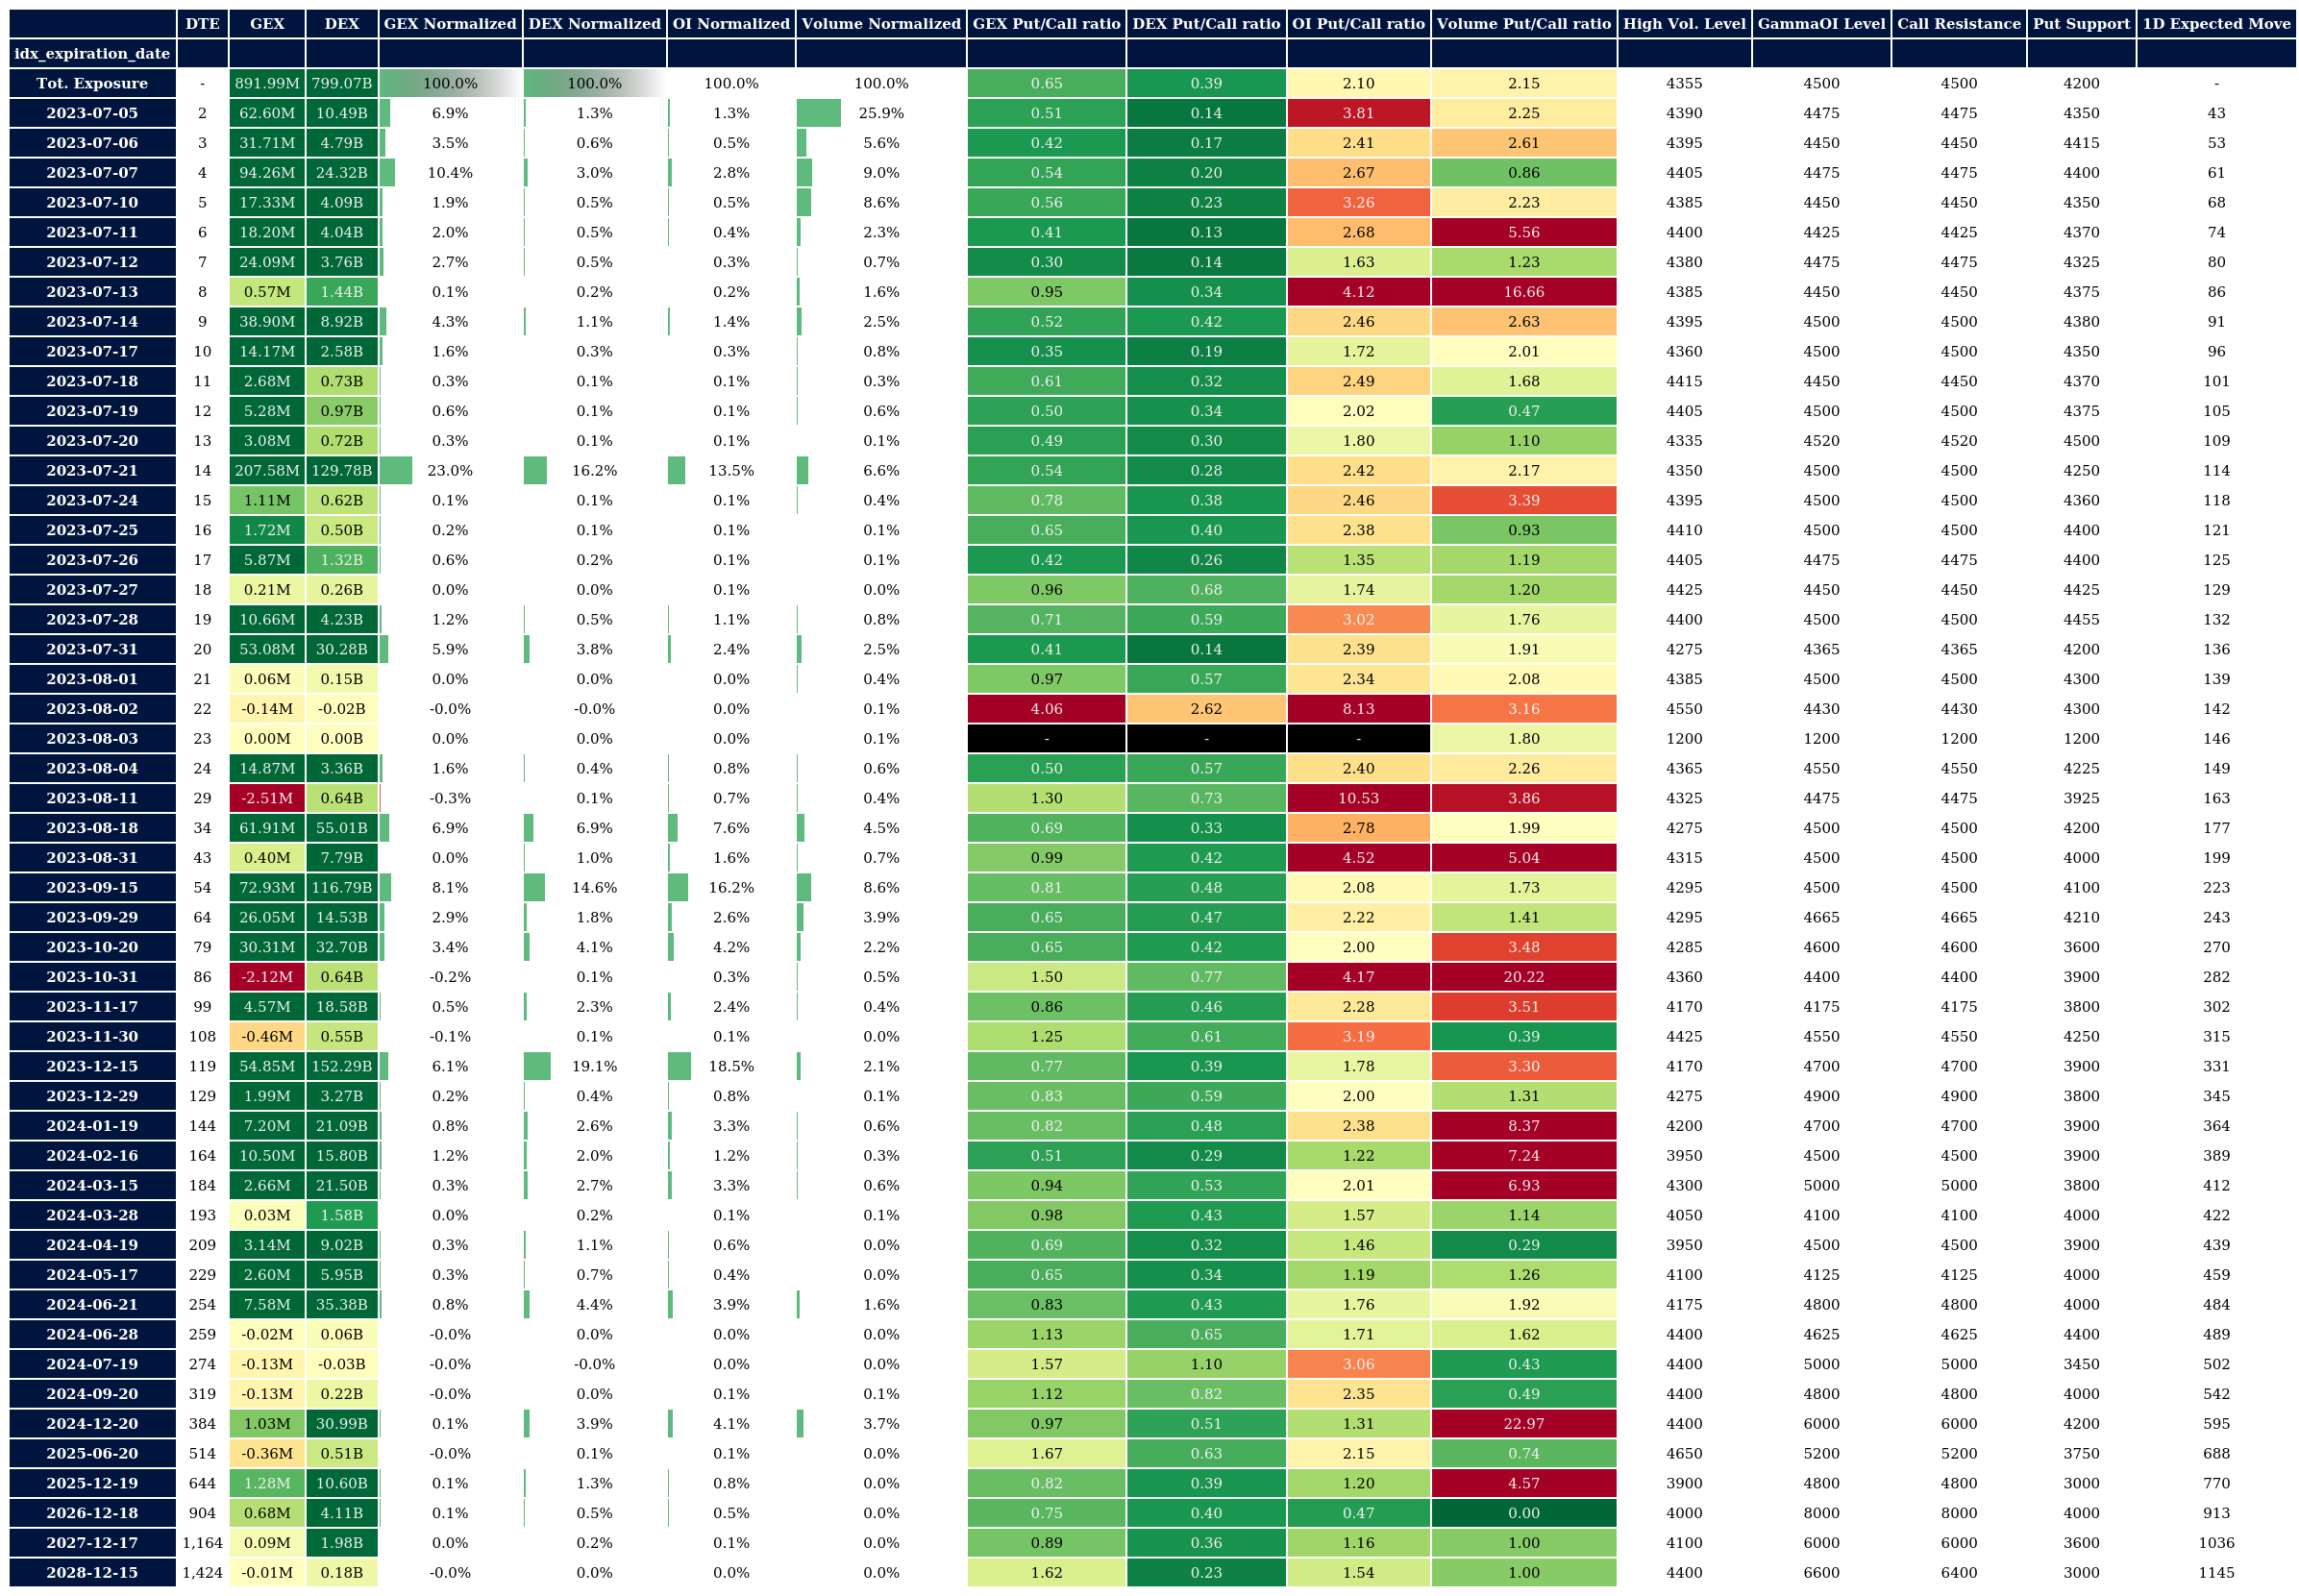 DTE GEX DEX GEX Normalized DEX Normalized OI Normalized Volume Normalized GEX Put/Call ratio DEX Put/Call ratio OI Put/Call ratio Volume Put/Call ratio High Vol. Level GammaOI Level Call Resistance Put Support 1D Expected Move
idx_expiration_date
Tot. Exposure - 891.99M 799.07B 100.0% 100.0% 100.0% 100.0% 0.65 0.39 2.10 2.15 4355 4500 4500 4200 -
2023-07-05 2 62.60M 10.49B 6.9% 1.3% 1.3% 25.9% 0.51 0.14 3.81 2.25 4390 4475 4475 4350 43
2023-07-06 3 31.71M 4.79B 3.5% 0.6% 0.5% 5.6% 0.42 0.17 2.41 2.61 4395 4450 4450 4415 53
2023-07-07 4 94.26M 24.32B 10.4% 3.0% 2.8% 9.0% 0.54 0.20 2.67 0.86 4405 4475 4475 4400 61
2023-07-10 5 17.33M 4.09B 1.9% 0.5% 0.5% 8.6% 0.56 0.23 3.26 2.23 4385 4450 4450 4350 68
2023-07-11 6 18.20M 4.04B 2.0% 0.5% 0.4% 2.3% 0.41 0.13 2.68 5.56 4400 4425 4425 4370 74
2023-07-12 7 24.09M 3.76B 2.7% 0.5% 0.3% 0.7% 0.30 0.14 1.63 1.23 4380 4475 4475 4325 80
2023-07-13 8 0.57M 1.44B 0.1% 0.2% 0.2% 1.6% 0.95 0.34 4.12 16.66 4385 4450 4450 4375 86
2023-07-14 9 38.90M 8.92B 4.3% 1.1% 1.4% 2.5% 0.52 0.42 2.46 2.63 4395 4500 4500 4380 91
2023-07-17 10 14.17M 2.58B 1.6% 0.3% 0.3% 0.8% 0.35 0.19 1.72 2.01 4360 4500 4500 4350 96
2023-07-18 11 2.68M 0.73B 0.3% 0.1% 0.1% 0.3% 0.61 0.32 2.49 1.68 4415 4450 4450 4370 101
2023-07-19 12 5.28M 0.97B 0.6% 0.1% 0.1% 0.6% 0.50 0.34 2.02 0.47 4405 4500 4500 4375 105
2023-07-20 13 3.08M 0.72B 0.3% 0.1% 0.1% 0.1% 0.49 0.30 1.80 1.10 4335 4520 4520 4500 109
2023-07-21 14 207.58M 129.78B 23.0% 16.2% 13.5% 6.6% 0.54 0.28 2.42 2.17 4350 4500 4500 4250 114
2023-07-24 15 1.11M 0.62B 0.1% 0.1% 0.1% 0.4% 0.78 0.38 2.46 3.39 4395 4500 4500 4360 118
2023-07-25 16 1.72M 0.50B 0.2% 0.1% 0.1% 0.1% 0.65 0.40 2.38 0.93 4410 4500 4500 4400 121
2023-07-26 17 5.87M 1.32B 0.6% 0.2% 0.1% 0.1% 0.42 0.26 1.35 1.19 4405 4475 4475 4400 125
2023-07-27 18 0.21M 0.26B 0.0% 0.0% 0.1% 0.0% 0.96 0.68 1.74 1.20 4425 4450 4450 4425 129
2023-07-28 19 10.66M 4.23B 1.2% 0.5% 1.1% 0.8% 0.71 0.59 3.02 1.76 4400 4500 4500 4455 132
2023-07-31 20 53.08M 30.28B 5.9% 3.8% 2.4% 2.5% 0.41 0.14 2.39 1.91 4275 4365 4365 4200 136
2023-08-01 21 0.06M 0.15B 0.0% 0.0% 0.0% 0.4% 0.97 0.57 2.34 2.08 4385 4500 4500 4300 139
2023-08-02 22 -0.14M -0.02B -0.0% -0.0% 0.0% 0.1% 4.06 2.62 8.13 3.16 4550 4430 4430 4300 142
2023-08-03 23 0.00M 0.00B 0.0% 0.0% 0.0% 0.1% - - - 1.80 1200 1200 1200 1200 146
2023-08-04 24 14.87M 3.36B 1.6% 0.4% 0.8% 0.6% 0.50 0.57 2.40 2.26 4365 4550 4550 4225 149
2023-08-11 29 -2.51M 0.64B -0.3% 0.1% 0.7% 0.4% 1.30 0.73 10.53 3.86 4325 4475 4475 3925 163
2023-08-18 34 61.91M 55.01B 6.9% 6.9% 7.6% 4.5% 0.69 0.33 2.78 1.99 4275 4500 4500 4200 177
2023-08-31 43 0.40M 7.79B 0.0% 1.0% 1.6% 0.7% 0.99 0.42 4.52 5.04 4315 4500 4500 4000 199
2023-09-15 54 72.93M 116.79B 8.1% 14.6% 16.2% 8.6% 0.81 0.48 2.08 1.73 4295 4500 4500 4100 223
2023-09-29 64 26.05M 14.53B 2.9% 1.8% 2.6% 3.9% 0.65 0.47 2.22 1.41 4295 4665 4665 4210 243
2023-10-20 79 30.31M 32.70B 3.4% 4.1% 4.2% 2.2% 0.65 0.42 2.00 3.48 4285 4600 4600 3600 270
2023-10-31 86 -2.12M 0.64B -0.2% 0.1% 0.3% 0.5% 1.50 0.77 4.17 20.22 4360 4400 4400 3900 282
2023-11-17 99 4.57M 18.58B 0.5% 2.3% 2.4% 0.4% 0.86 0.46 2.28 3.51 4170 4175 4175 3800 302
2023-11-30 108 -0.46M 0.55B -0.1% 0.1% 0.1% 0.0% 1.25 0.61 3.19 0.39 4425 4550 4550 4250 315
2023-12-15 119 54.85M 152.29B 6.1% 19.1% 18.5% 2.1% 0.77 0.39 1.78 3.30 4170 4700 4700 3900 331
2023-12-29 129 1.99M 3.27B 0.2% 0.4% 0.8% 0.1% 0.83 0.59 2.00 1.31 4275 4900 4900 3800 345
2024-01-19 144 7.20M 21.09B 0.8% 2.6% 3.3% 0.6% 0.82 0.48 2.38 8.37 4200 4700 4700 3900 364
2024-02-16 164 10.50M 15.80B 1.2% 2.0% 1.2% 0.3% 0.51 0.29 1.22 7.24 3950 4500 4500 3900 389
2024-03-15 184 2.66M 21.50B 0.3% 2.7% 3.3% 0.6% 0.94 0.53 2.01 6.93 4300 5000 5000 3800 412
2024-03-28 193 0.03M 1.58B 0.0% 0.2% 0.1% 0.1% 0.98 0.43 1.57 1.14 4050 4100 4100 4000 422
2024-04-19 209 3.14M 9.02B 0.3% 1.1% 0.6% 0.0% 0.69 0.32 1.46 0.29 3950 4500 4500 3900 439
2024-05-17 229 2.60M 5.95B 0.3% 0.7% 0.4% 0.0% 0.65 0.34 1.19 1.26 4100 4125 4125 4000 459
2024-06-21 254 7.58M 35.38B 0.8% 4.4% 3.9% 1.6% 0.83 0.43 1.76 1.92 4175 4800 4800 4000 484
2024-06-28 259 -0.02M 0.06B -0.0% 0.0% 0.0% 0.0% 1.13 0.65 1.71 1.62 4400 4625 4625 4400 489
2024-07-19 274 -0.13M -0.03B -0.0% -0.0% 0.0% 0.0% 1.57 1.10 3.06 0.43 4400 5000 5000 3450 502
2024-09-20 319 -0.13M 0.22B -0.0% 0.0% 0.1% 0.1% 1.12 0.82 2.35 0.49 4400 4800 4800 4000 542
2024-12-20 384 1.03M 30.99B 0.1% 3.9% 4.1% 3.7% 0.97 0.51 1.31 22.97 4400 6000 6000 4200 595
2025-06-20 514 -0.36M 0.51B -0.0% 0.1% 0.1% 0.0% 1.67 0.63 2.15 0.74 4650 5200 5200 3750 688
2025-12-19 644 1.28M 10.60B 0.1% 1.3% 0.8% 0.0% 0.82 0.39 1.20 4.57 3900 4800 4800 3000 770
2026-12-18 904 0.68M 4.11B 0.1% 0.5% 0.5% 0.0% 0.75 0.40 0.47 0.00 4000 8000 8000 4000 913
2027-12-17 1,164 0.09M 1.98B 0.0% 0.2% 0.1% 0.0% 0.89 0.36 1.16 1.00 4100 6000 6000 3600 1036
2028-12-15 1,424 -0.01M 0.18B -0.0% 0.0% 0.0% 0.0% 1.62 0.23 1.54 1.00 4400 6600 6400 3000 1145